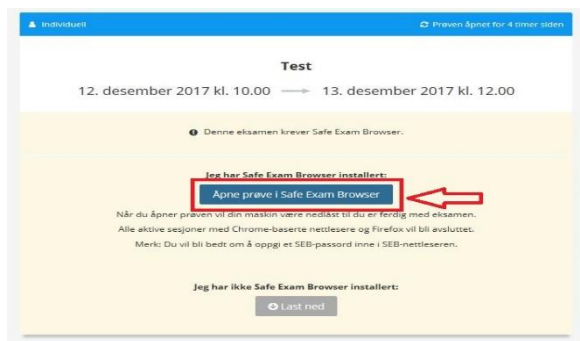 Individuell
Prøven åpnet for 4 timer siden
Test
12. desember 2017 kl. 10.00 → 13. desember 2017 kl. 12.00
Denne eksamen krever Safe Exam Browser.
Jeg har Safe Exam Browser installert:
Åpne prøve i Safe Exam Browser
Når du åpner prøven vil din maskin være nedlåst til du er ferdig med eksamen.
Alle aktive sesjoner med Chrome-baserte nettlesere og Firefox vil bli avsluttet.
Merk: Du vil bli bedt om å oppgi et SEB-passord inne i SEB-nettleseren.
Jeg har ikke Safe Exam Browser installert:
Last ned